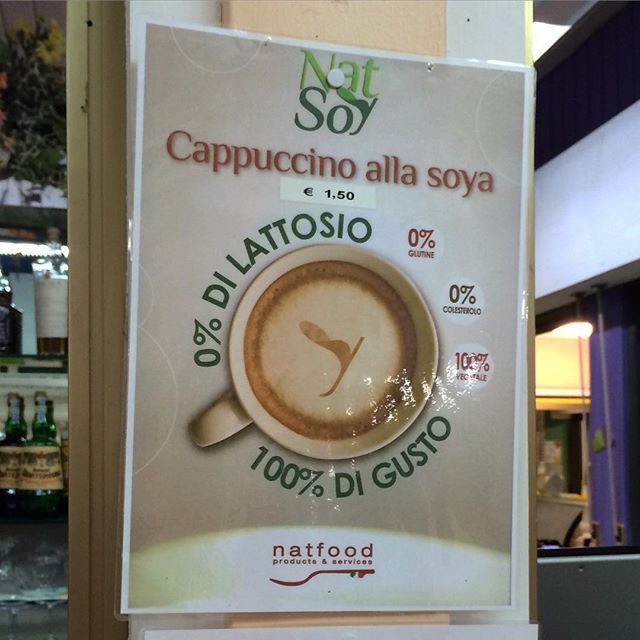 Nat
Soy
Cappuccino alla soya
€ 1,50
0% DI LATTOSIO
0%
GLUTINE
0%
COLESTEROLO
100%
VEGETALE
100% DI GUSTO
natfood
products & services